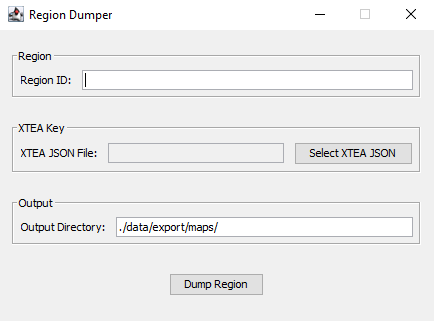 Region Dumper
Region
Region ID:
XTEA Key
XTEA JSON File: Select XTEA JSON
Output
Output Directory: ./data/export/maps/
Dump Region